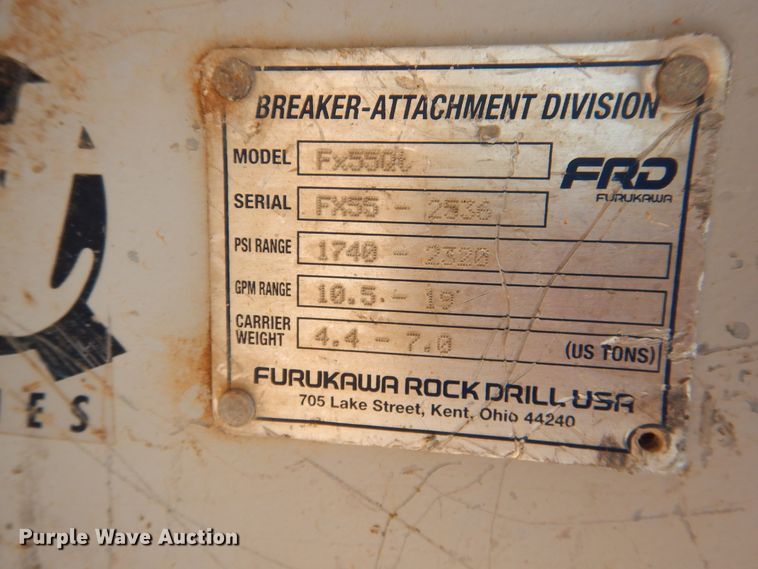 BREAKER-ATTACHMENT DIVISION
MODEL Fx55Qt
FRD
FURUKAWA
SERIAL FX55 - 2536
PSI RANGE 1740 - 2320
GPM RANGE 10.5 - 19
CARRIER WEIGHT 4.4 - 7.0 (US TONS)
FURUKAWA ROCK DRILL USA
705 Lake Street, Kent, Ohio 44240
IES
Purple Wave Auction